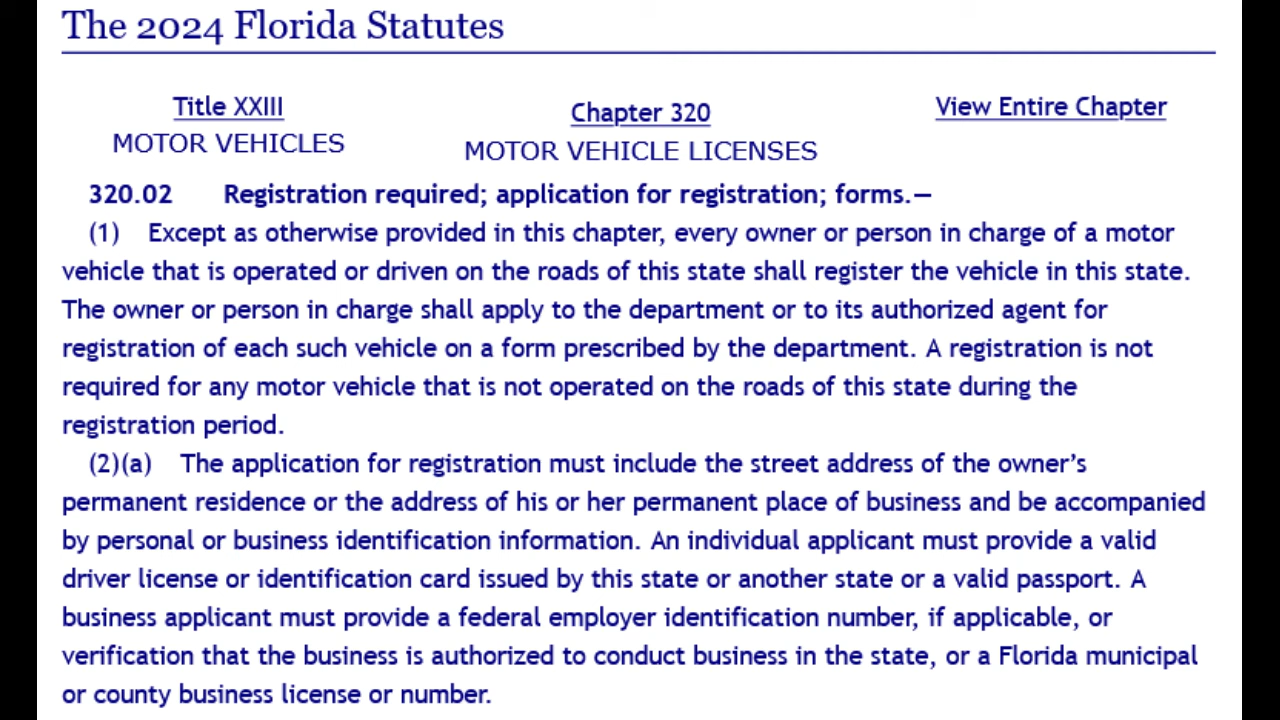 The 2024 Florida Statutes
Title XXIII
MOTOR VEHICLES
Chapter 320
MOTOR VEHICLE LICENSES
View Entire Chapter
320.02 Registration required; application for registration; forms.—
(1) Except as otherwise provided in this chapter, every owner or person in charge of a motor
vehicle that is operated or driven on the roads of this state shall register the vehicle in this state.
The owner or person in charge shall apply to the department or to its authorized agent for
registration of each such vehicle on a form prescribed by the department. A registration is not
required for any motor vehicle that is not operated on the roads of this state during the
registration period.
(2)(a) The application for registration must include the street address of the owner’s
permanent residence or the address of his or her permanent place of business and be accompanied
by personal or business identification information. An individual applicant must provide a valid
driver license or identification card issued by this state or another state or a valid passport. A
business applicant must provide a federal employer identification number, if applicable, or
verification that the business is authorized to conduct business in the state, or a Florida municipal
or county business license or number.